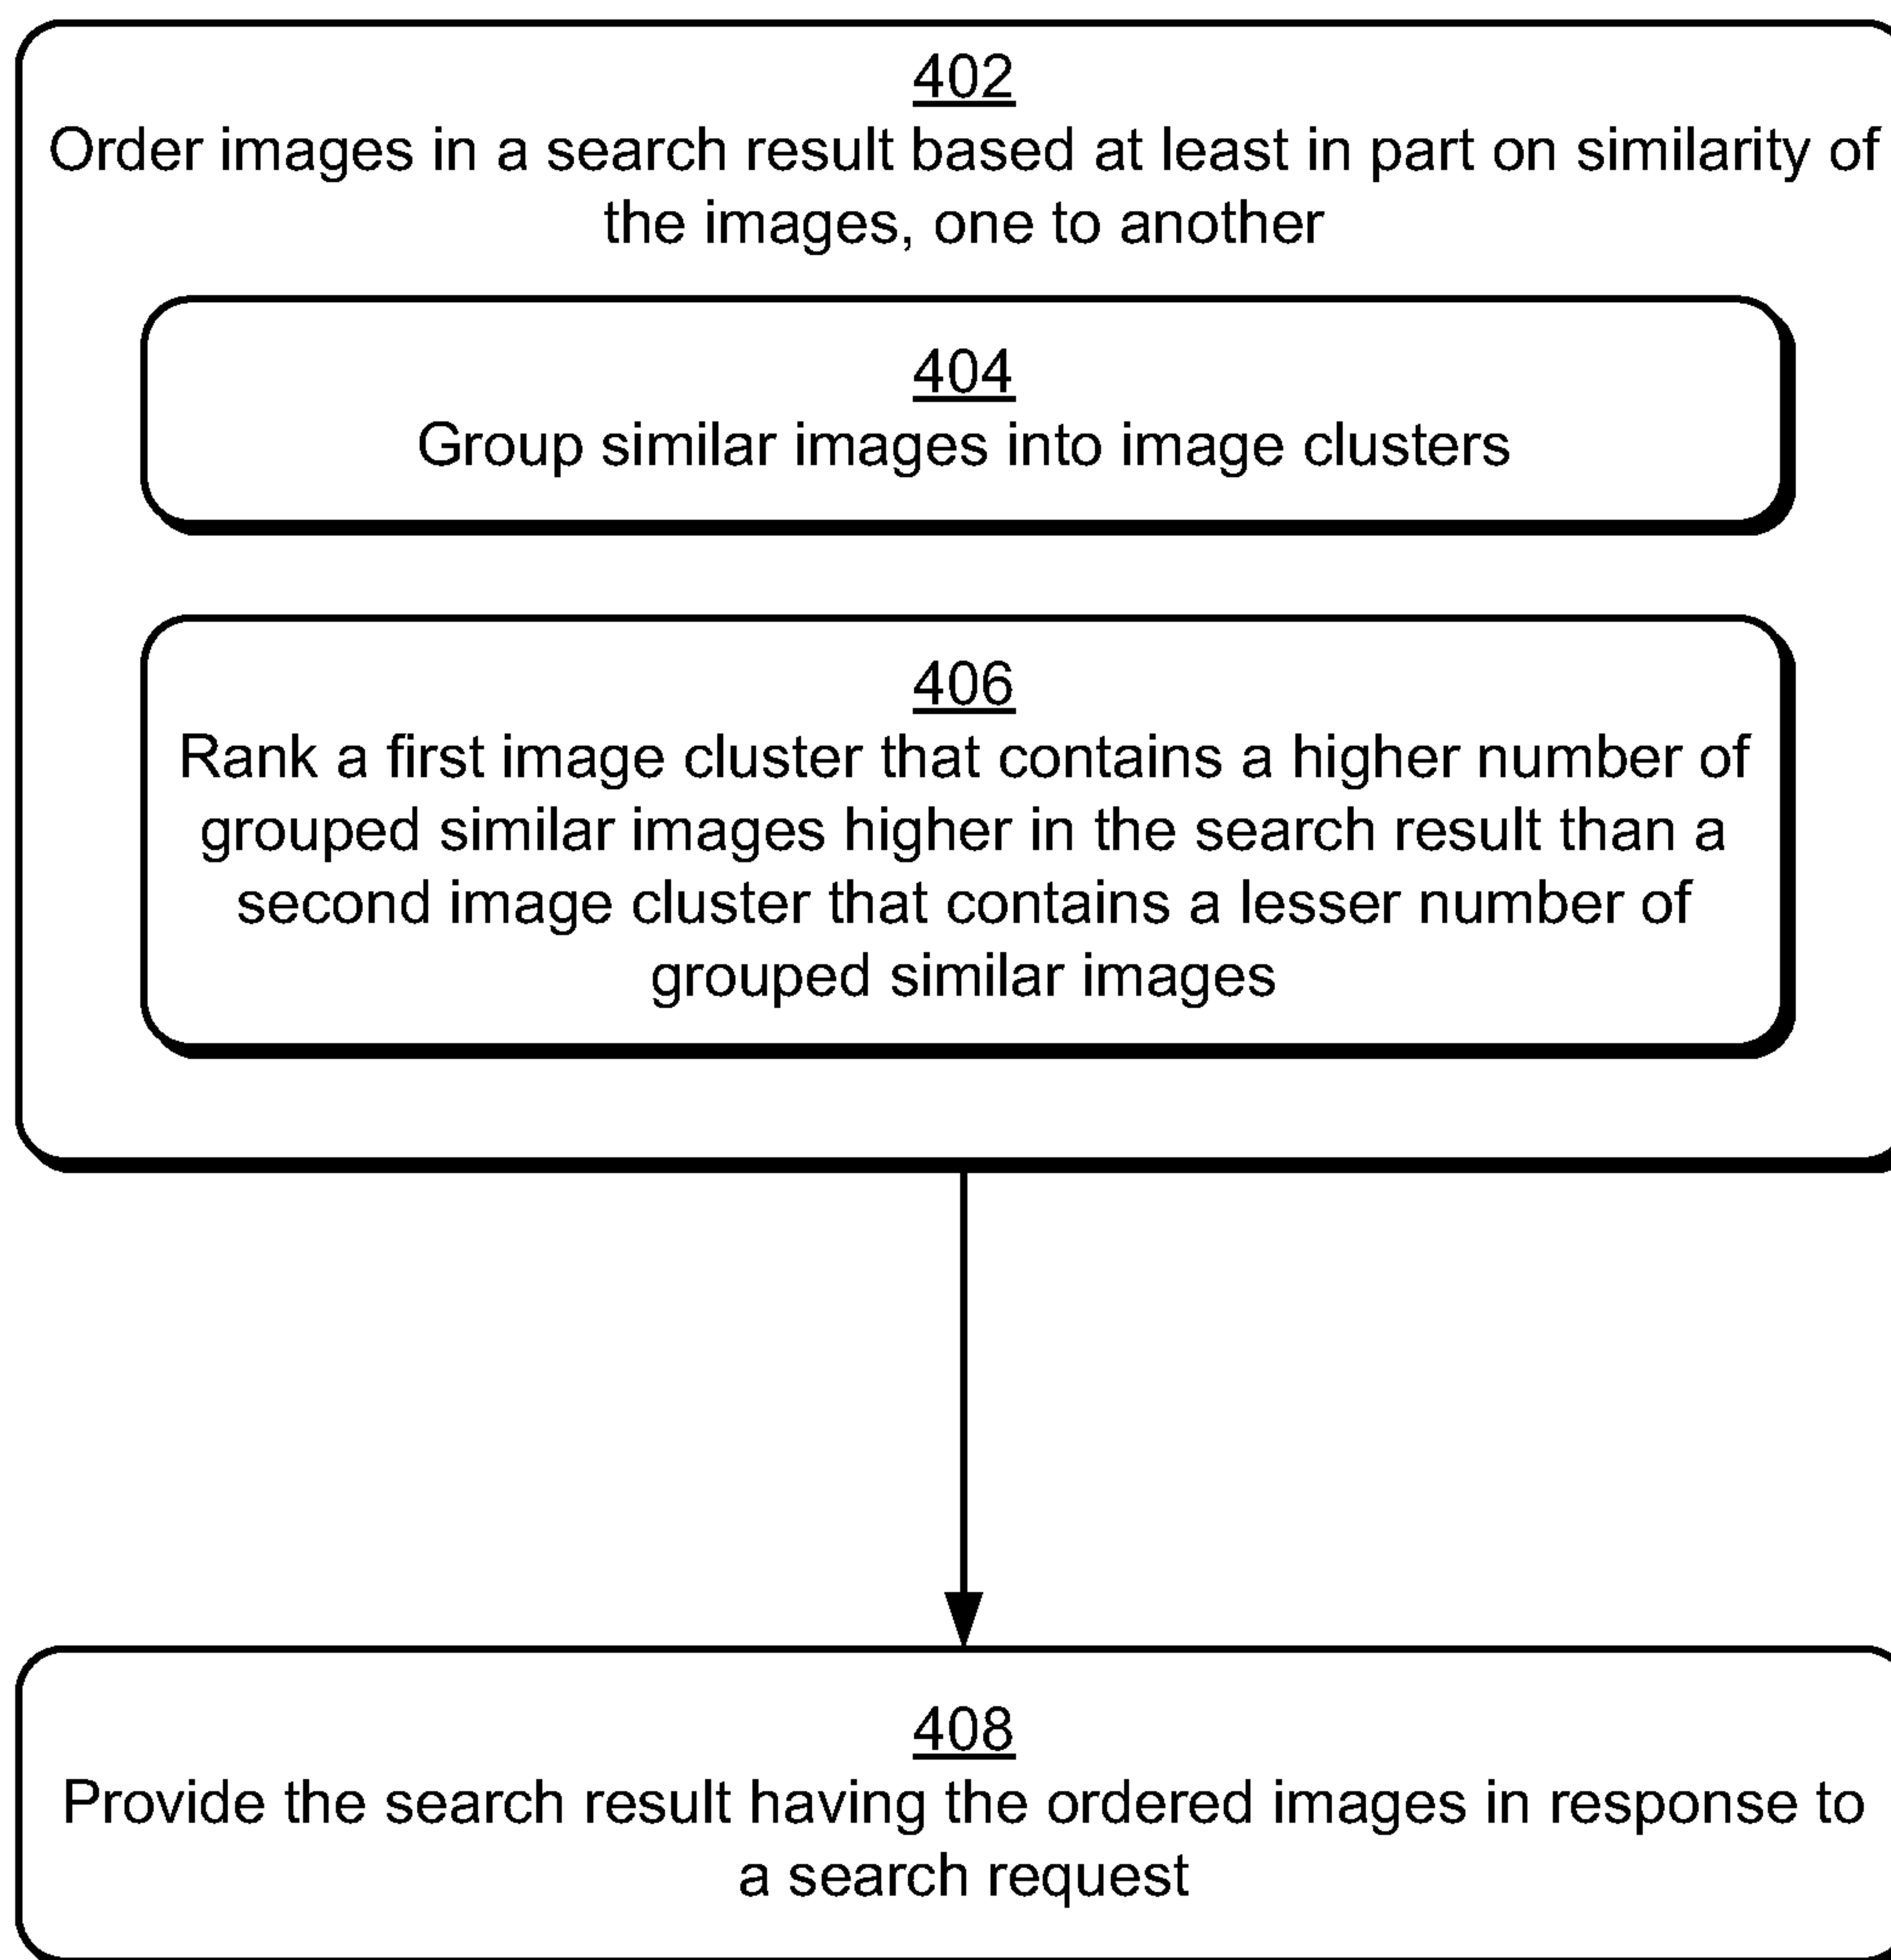 402
Order images in a search result based at least in part on similarity of
the images, one to another
404
Group similar images into image clusters
406
Rank a first image cluster that contains a higher number of
grouped similar images higher in the search result than a
second image cluster that contains a lesser number of
grouped similar images
408
Provide the search result having the ordered images in response to
a search request